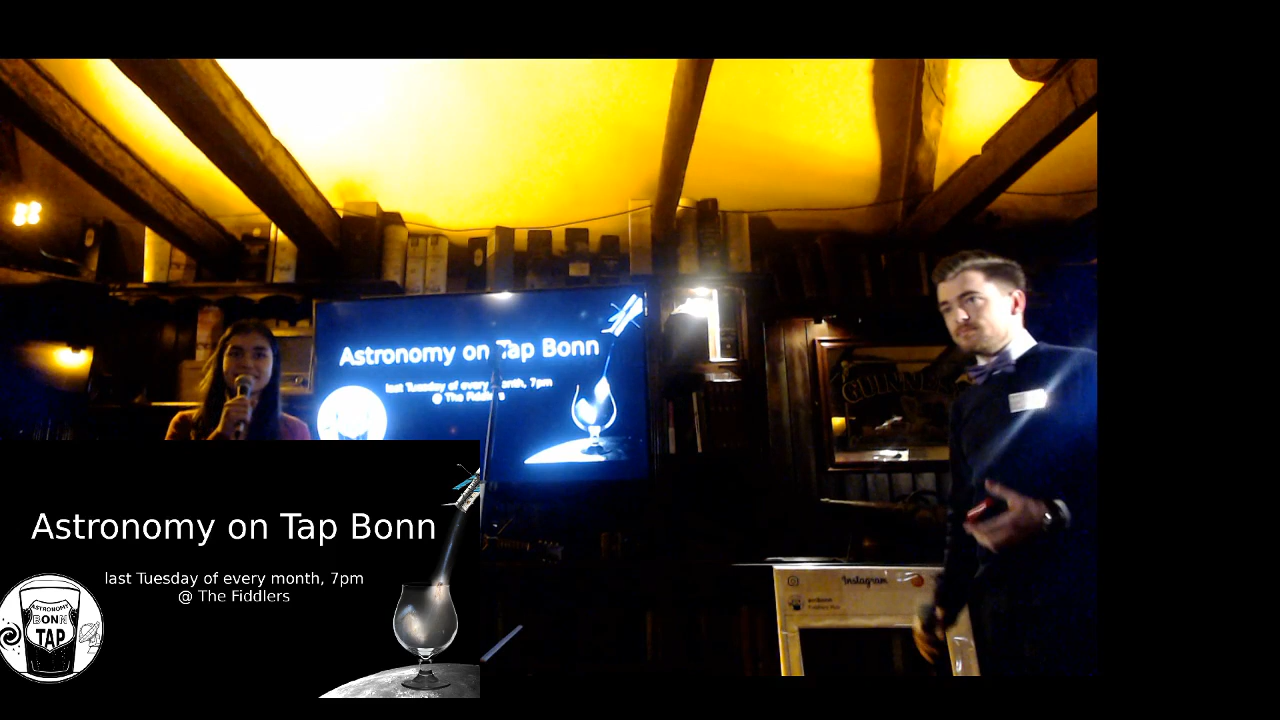 Astronomy on Tap Bonn
last Tuesday of every month, 7pm
@ The Fiddlers
GUINNESS
Instagram
Astronomy on Tap Bonn
last Tuesday of every month, 7pm
@ The Fiddlers
ASTRONOMY
BONN
TAP